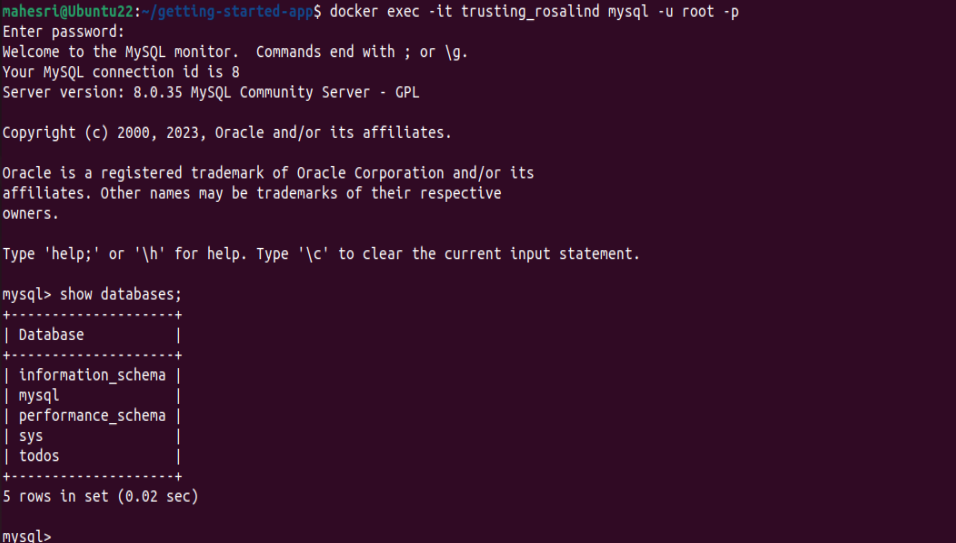 mahesri@Ubuntu22:~/getting-started-app$ docker exec -it trusting_rosalind mysql -u root -p
Enter password:
Welcome to the MySQL monitor.  Commands end with ; or \g.
Your MySQL connection id is 8
Server version: 8.0.35 MySQL Community Server - GPL

Copyright (c) 2000, 2023, Oracle and/or its affiliates.

Oracle is a registered trademark of Oracle Corporation and/or its
affiliates. Other names may be trademarks of their respective
owners.

Type 'help;' or '\h' for help. Type '\c' to clear the current input statement.

mysql> show databases;
+--------------------+
| Database           |
+--------------------+
| information_schema |
| mysql              |
| performance_schema |
| sys                |
| todos              |
+--------------------+
5 rows in set (0.02 sec)

mysql>